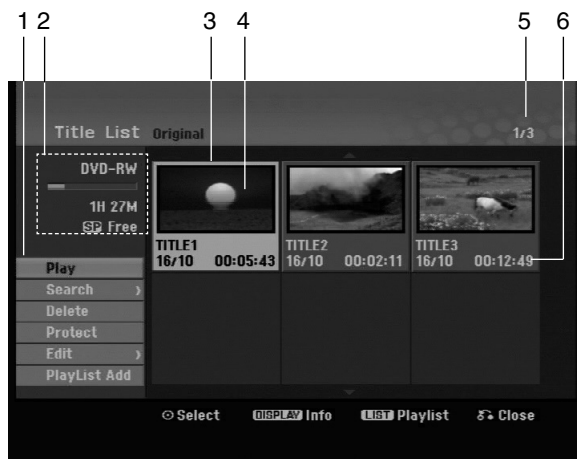 1 2 3 4 5 6
Title List Original 1/3
DVD-RW
1H 27M
SP Free
TITLE1 TITLE2 TITLE3
16/10 00:05:43 16/10 00:02:11 16/10 00:12:49
Play
Search
Delete
Protect
Edit
PlayList Add
Select DISPLAY Info LIST Playlist Close